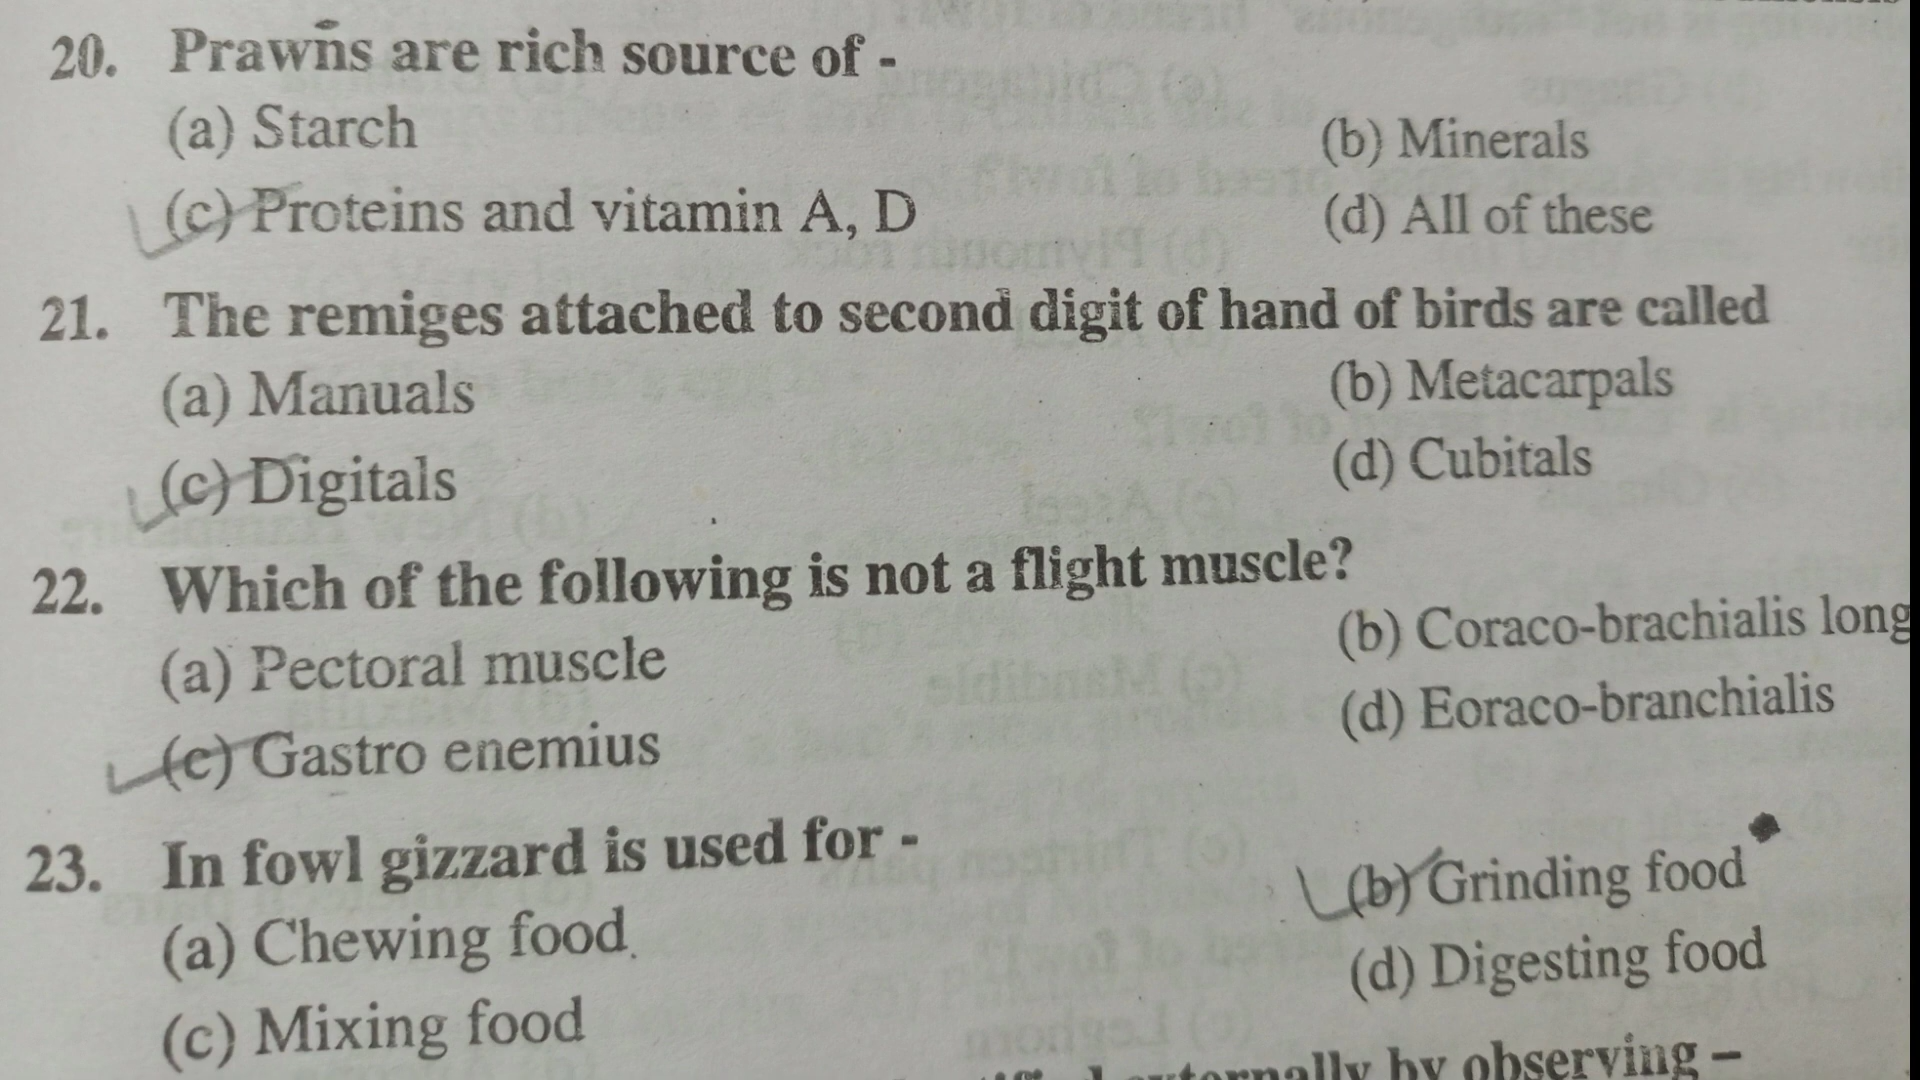 20. Prawns are rich source of -
(a) Starch (b) Minerals
(c) Proteins and vitamin A, D (d) All of these
21. The remiges attached to second digit of hand of birds are called
(a) Manuals (b) Metacarpals
(c) Digitals (d) Cubitals
22. Which of the following is not a flight muscle?
(a) Pectoral muscle (b) Coraco-brachialis long
(c) Gastro enemius (d) Eoraco-branchialis
23. In fowl gizzard is used for -
(a) Chewing food (b) Grinding food
(c) Mixing food (d) Digesting food
externally by observing –